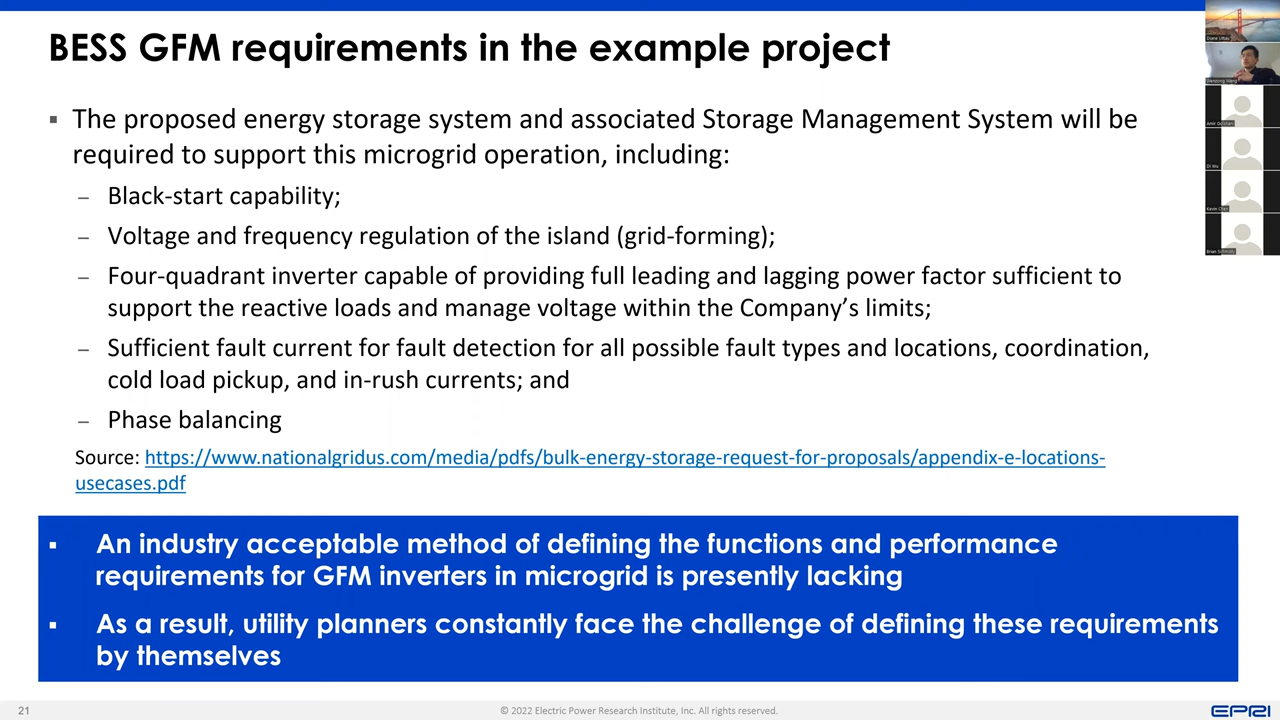 BESS GFM requirements in the example project
▪ The proposed energy storage system and associated Storage Management System will be
required to support this microgrid operation, including:
– Black-start capability;
– Voltage and frequency regulation of the island (grid-forming);
– Four-quadrant inverter capable of providing full leading and lagging power factor sufficient to
support the reactive loads and manage voltage within the Company's limits;
– Sufficient fault current for fault detection for all possible fault types and locations, coordination,
cold load pickup, and in-rush currents; and
– Phase balancing
Source: https://www.nationalgridus.com/media/pdfs/bulk-energy-storage-request-for-proposals/appendix-e-locations-
usecases.pdf
▪ An industry acceptable method of defining the functions and performance
requirements for GFM inverters in microgrid is presently lacking
▪ As a result, utility planners constantly face the challenge of defining these requirements
by themselves
21
© 2022 Electric Power Research Institute, Inc. All rights reserved.
EPRI
Di Wu